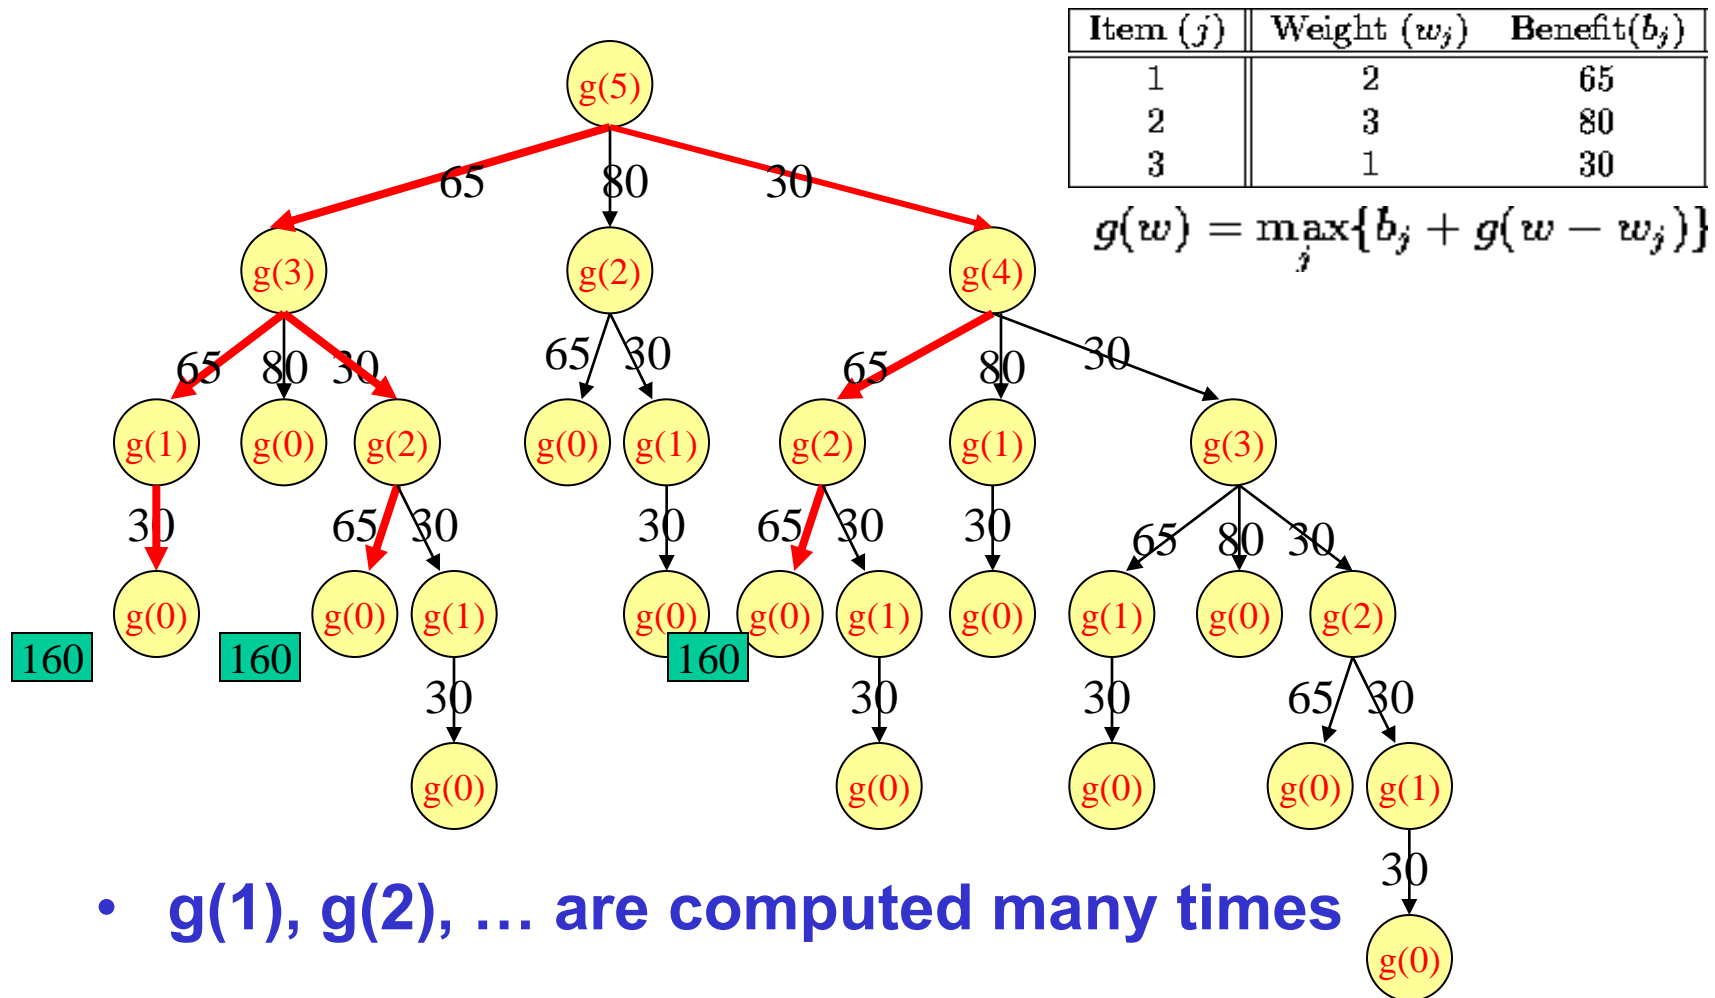 Item (j) Weight (w_j) Benefit(b_j)
1 2 65
2 3 80
3 1 30
g(w) = max_j{b_j + g(w − w_j)}
g(5)
65 80 30
g(3) g(2) g(4)
65 80 30 65 30 65 80 30
g(1) g(0) g(2) g(0) g(1) g(2) g(1) g(3)
30 65 30 30 65 30 30 65 80 30
g(0) g(0) g(1) g(0) g(0) g(1) g(0) g(1) g(0) g(2)
160 160 160
30 30 30 65 30
g(0) g(0) g(0) g(0) g(1)
30
• g(1), g(2), … are computed many times
g(0)